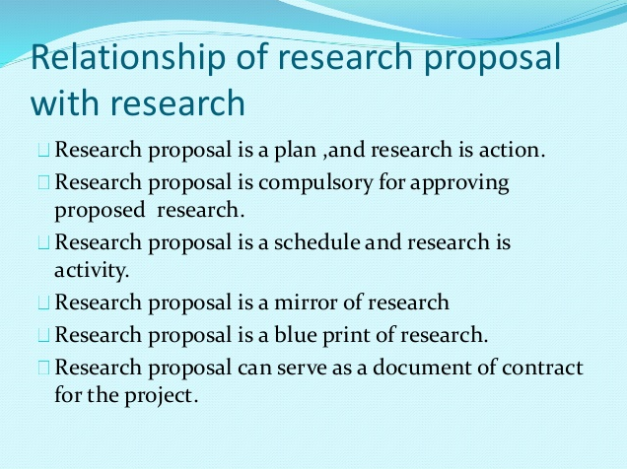 Relationship of research proposal
with research
Research proposal is a plan ,and research is action.
Research proposal is compulsory for approving
proposed  research.
Research proposal is a schedule and research is
activity.
Research proposal is a mirror of research
Research proposal is a blue print of research.
Research proposal can serve as a document of contract
for the project.